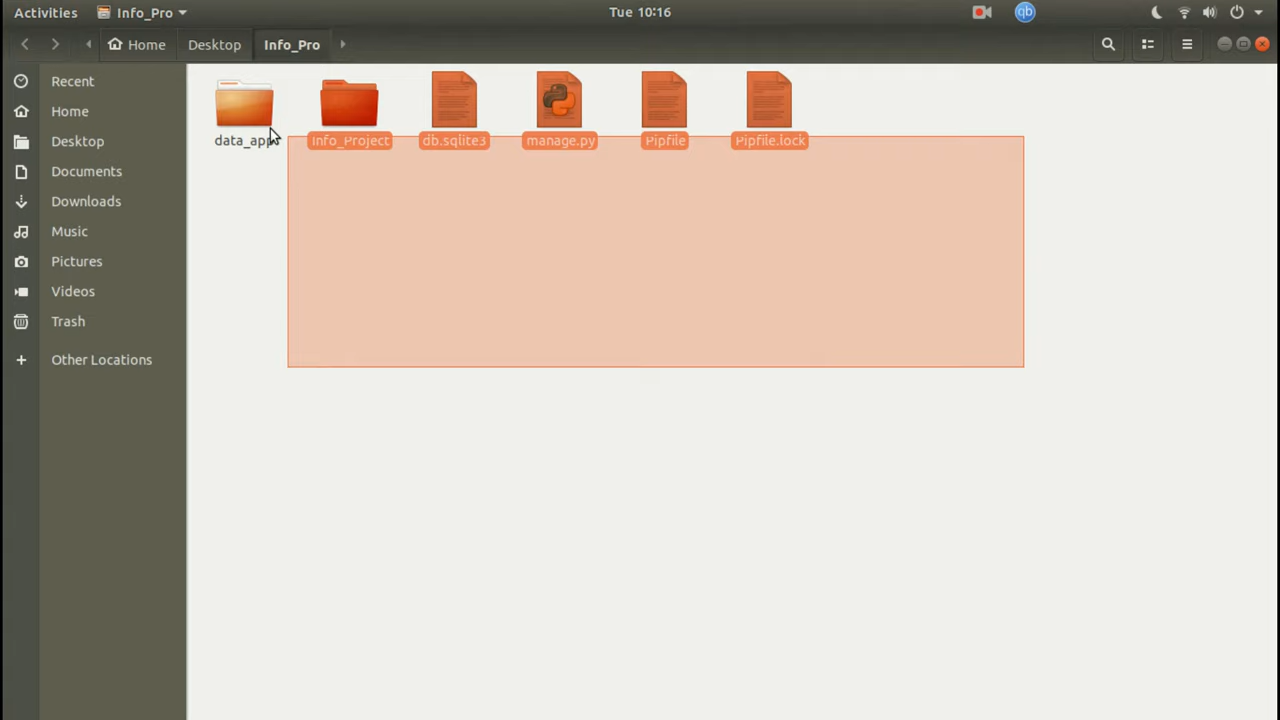 Activities
Info_Pro
Tue 10:16
qb
Home
Desktop
Info_Pro
Recent
Home
Desktop
Documents
Downloads
Music
Pictures
Videos
Trash
Other Locations
data_app
Info_Project
db.sqlite3
manage.py
Pipfile
Pipfile.lock